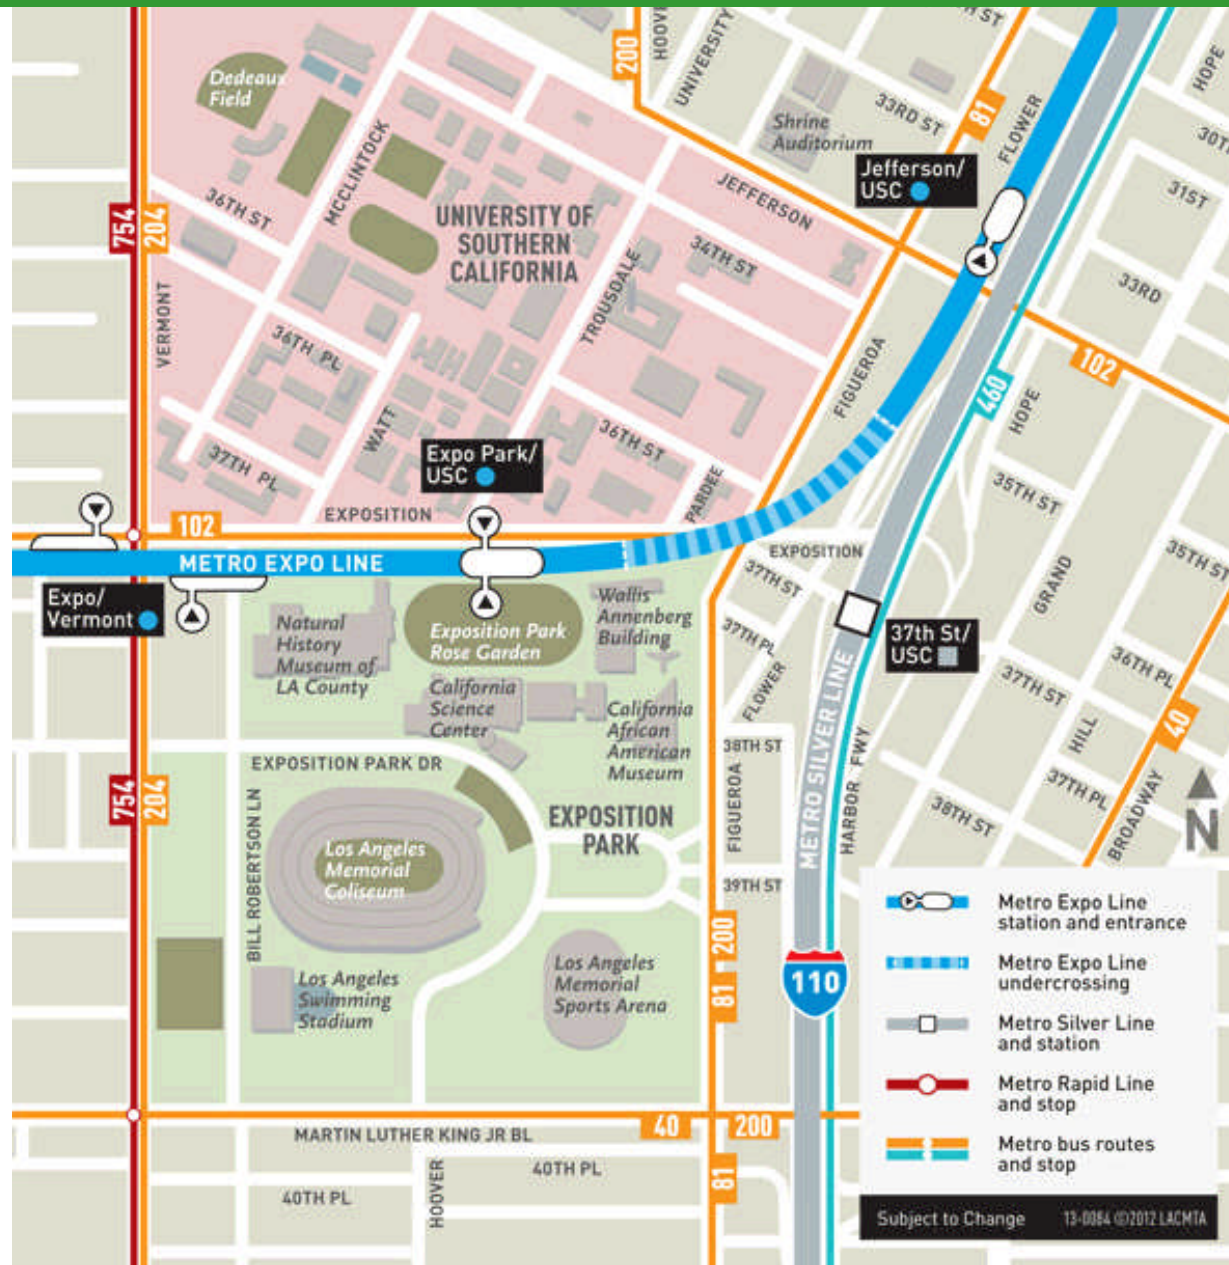 Dedeaux
Field
200
HOOV
UNIVERSITY
TH ST
81
FLOWER
HOPE
30T
33RD ST
Shrine
Auditorium
Jefferson/
USC
31ST
MCCLINTOCK
36TH ST
754
204
UNIVERSITY OF
SOUTHERN
CALIFORNIA
JEFFERSON
34TH ST
33RD
TROUSDALE
VERMONT
36TH PL
FIGUEROA
102
460
HOPE
WATT
37TH PL
Expo Park/
USC
36TH ST
PARDEE
35TH ST
102
EXPOSITION
METRO EXPO LINE
EXPOSITION
35TH ST
GRAND
Expo/
Vermont
37TH ST
37TH PL
FLOWER
37th St/
USC
Natural
History
Museum of
LA County
Exposition Park
Rose Garden
Wallis
Annenberg
Building
California
Science
Center
California
African
American
Museum
METRO SILVER LINE
HARBOR FWY
37TH ST
36TH PL
HILL
40
37TH PL
BROADWAY
38TH ST
N
38TH ST
FIGUEROA
39TH ST
754
204
EXPOSITION PARK DR
BILL ROBERTSON LN
EXPOSITION
PARK
Los Angeles
Memorial
Coliseum
Los Angeles
Swimming
Stadium
Los Angeles
Memorial
Sports Arena
200
81
110
Metro Expo Line
station and entrance
Metro Expo Line
undercrossing
Metro Silver Line
and station
Metro Rapid Line
and stop
Metro bus routes
and stop
MARTIN LUTHER KING JR BL
40
200
HOOVER
40TH PL
40TH PL
81
Subject to Change
13-0084 ©2012 LACMTA